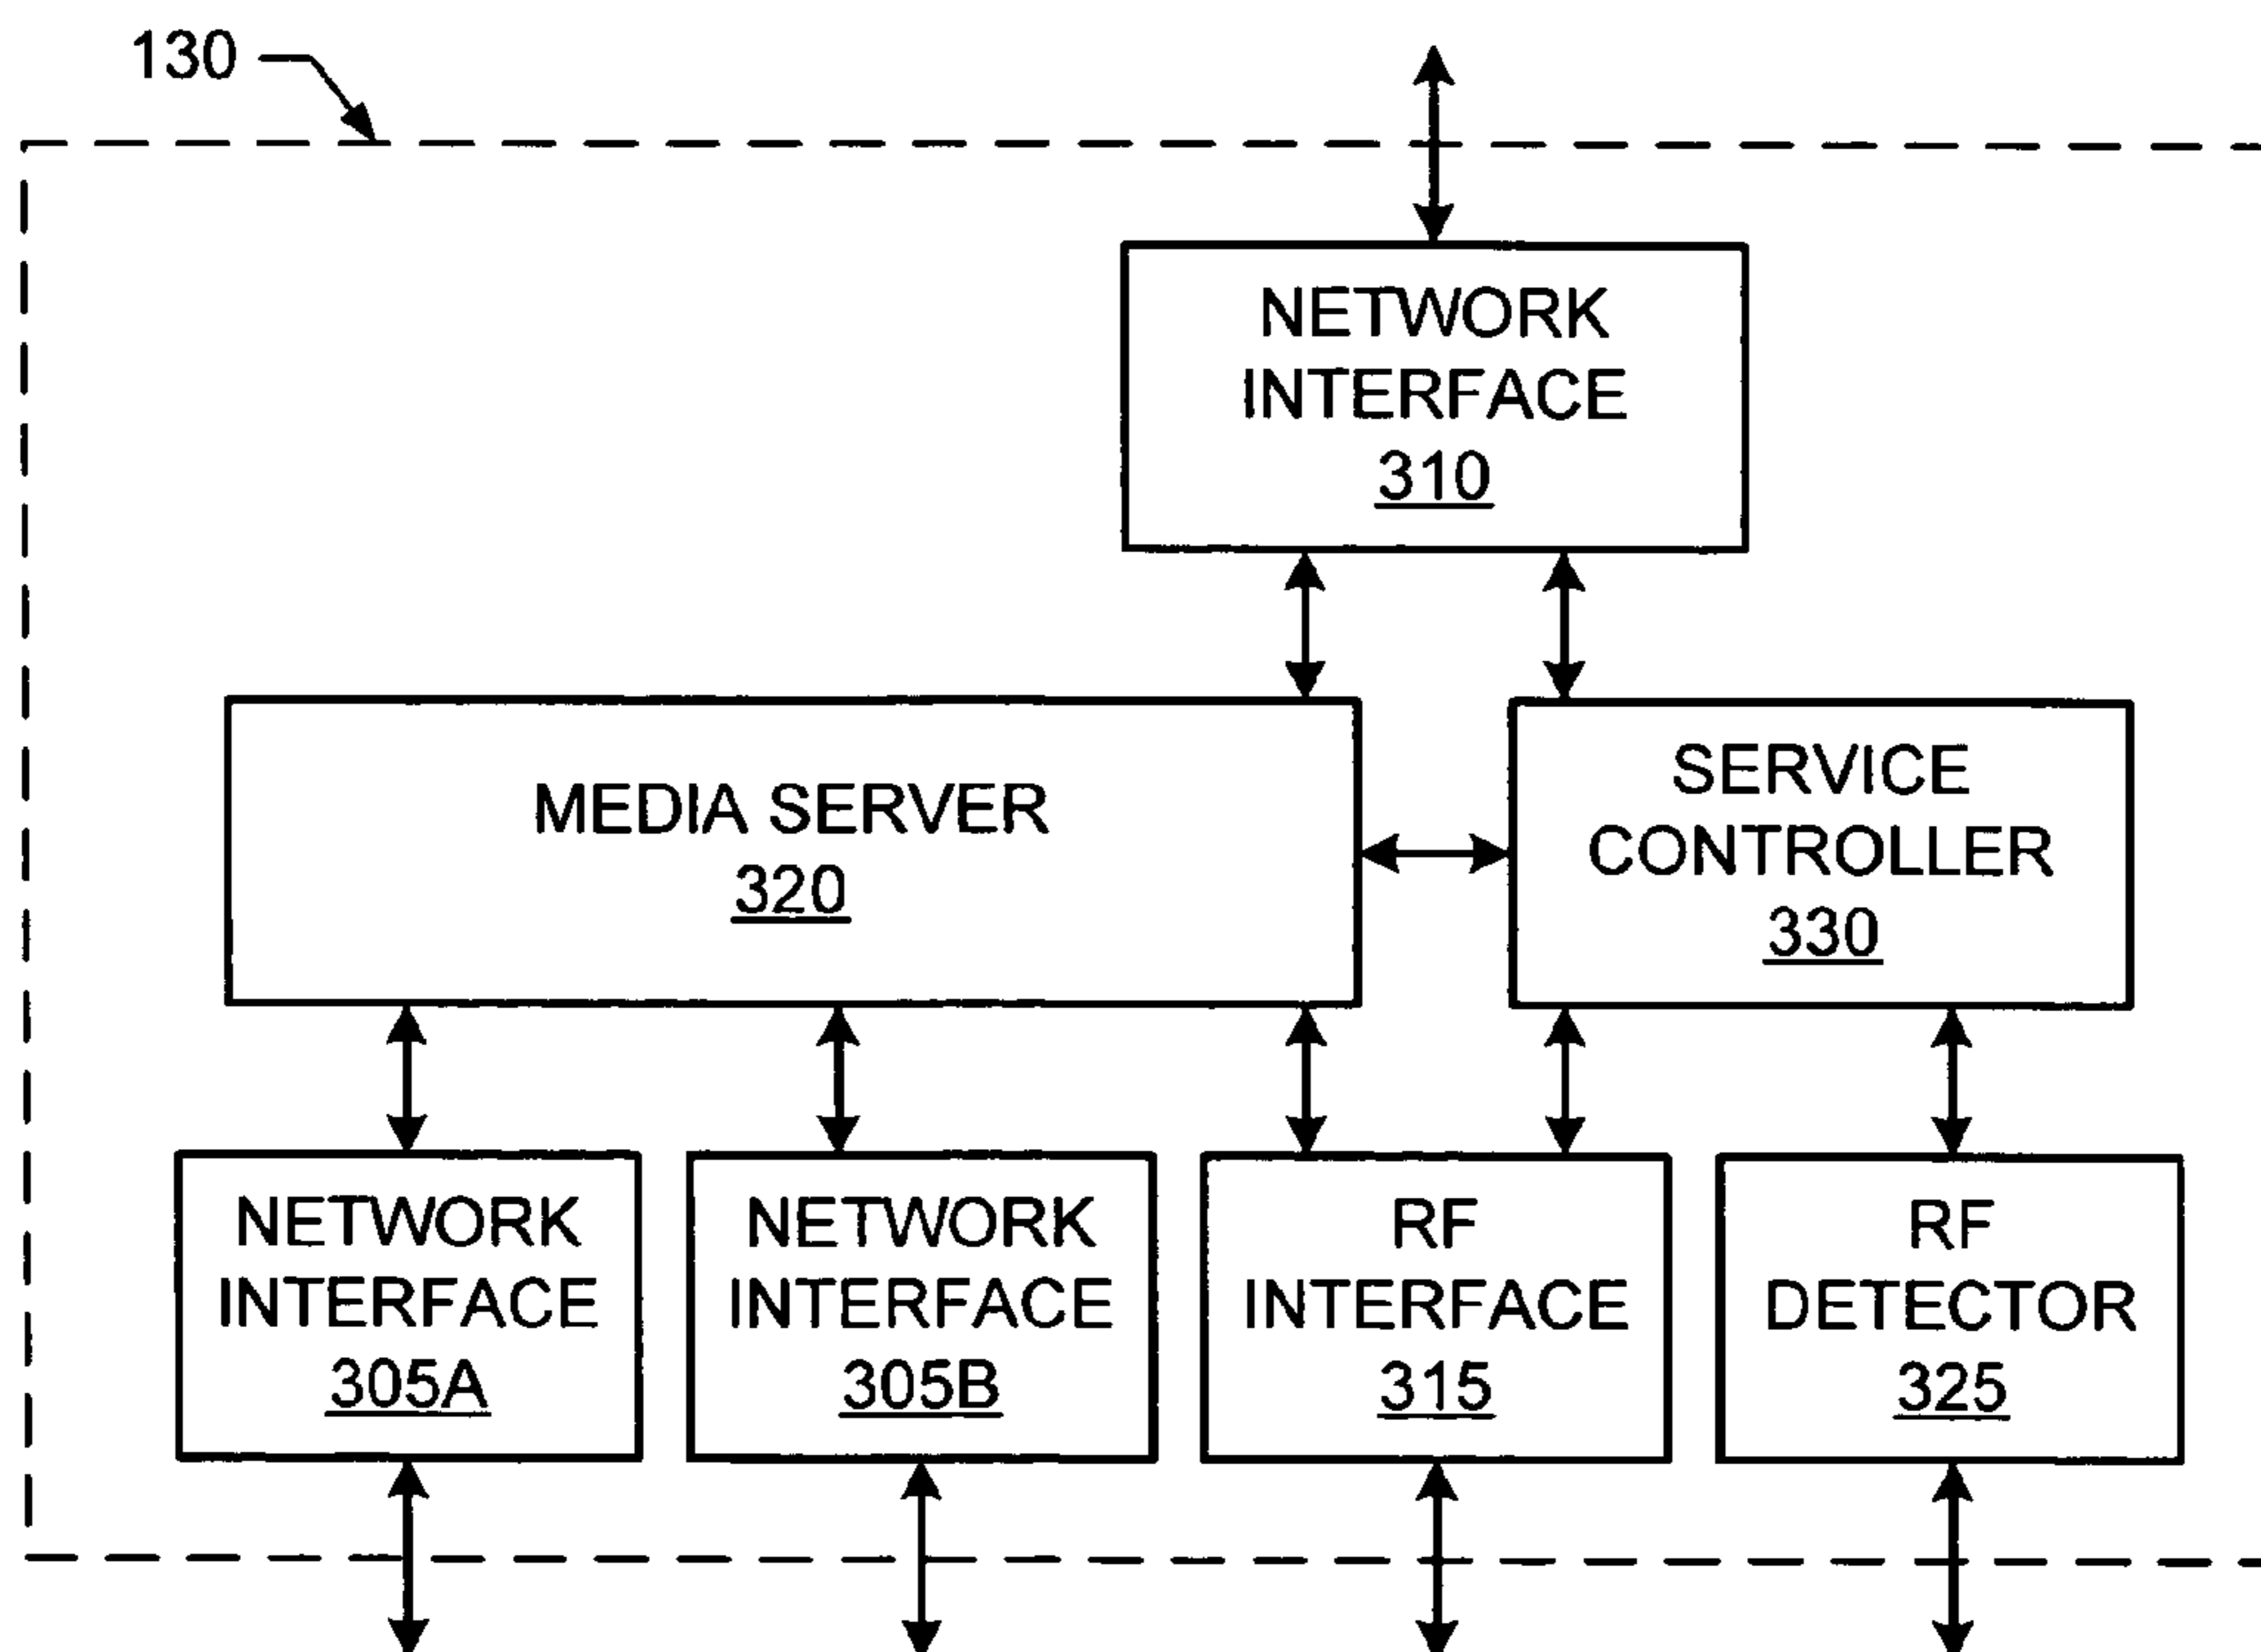 130
NETWORK
INTERFACE
310
MEDIA SERVER
320
SERVICE
CONTROLLER
330
NETWORK
INTERFACE
305A
NETWORK
INTERFACE
305B
RF
INTERFACE
315
RF
DETECTOR
325